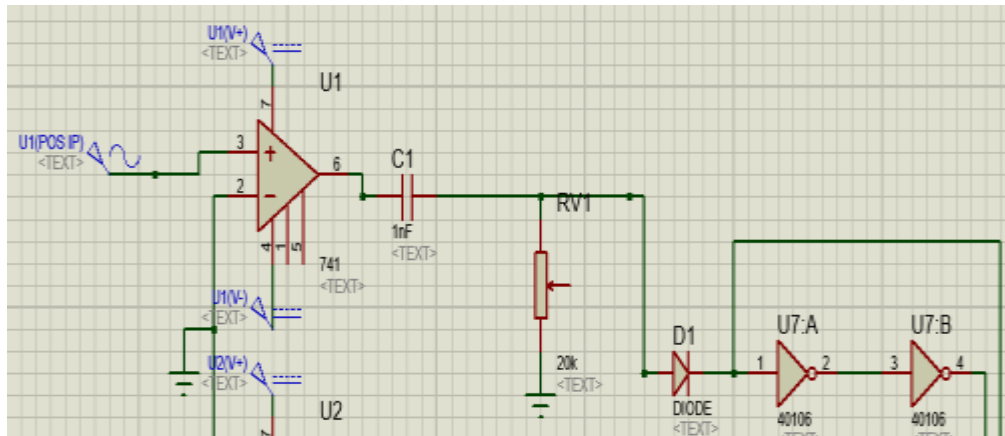 U1(V+)
<TEXT>
U1
7
U1(POS IP)
<TEXT>
3
2
6
4
1
5
741
<TEXT>
C1
1nF
<TEXT>
RV1
20k
<TEXT>
U1(V-)
<TEXT>
U2(V+)
<TEXT>
U2
7
D1
DIODE
<TEXT>
U7:A
1
2
40106
<TEXT>
U7:B
3
4
40106
<TEXT>